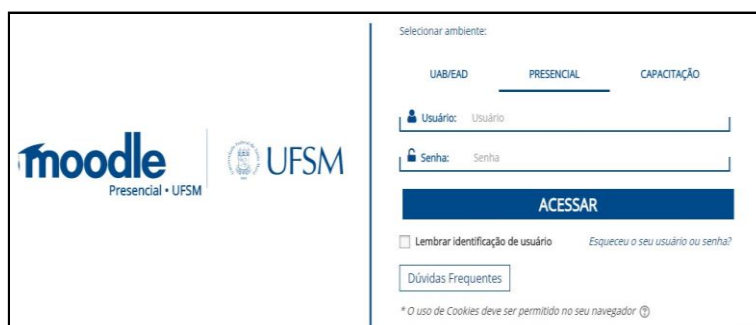 moodle
Presencial • UFSM
UFSM
Selecionar ambiente:
UAB/EAD PRESENCIAL CAPACITAÇÃO
Usuário: Usuário
Senha: Senha
ACESSAR
Lembrar identificação de usuário Esqueceu o seu usuário ou senha?
Dúvidas Frequentes
* O uso de Cookies deve ser permitido no seu navegador